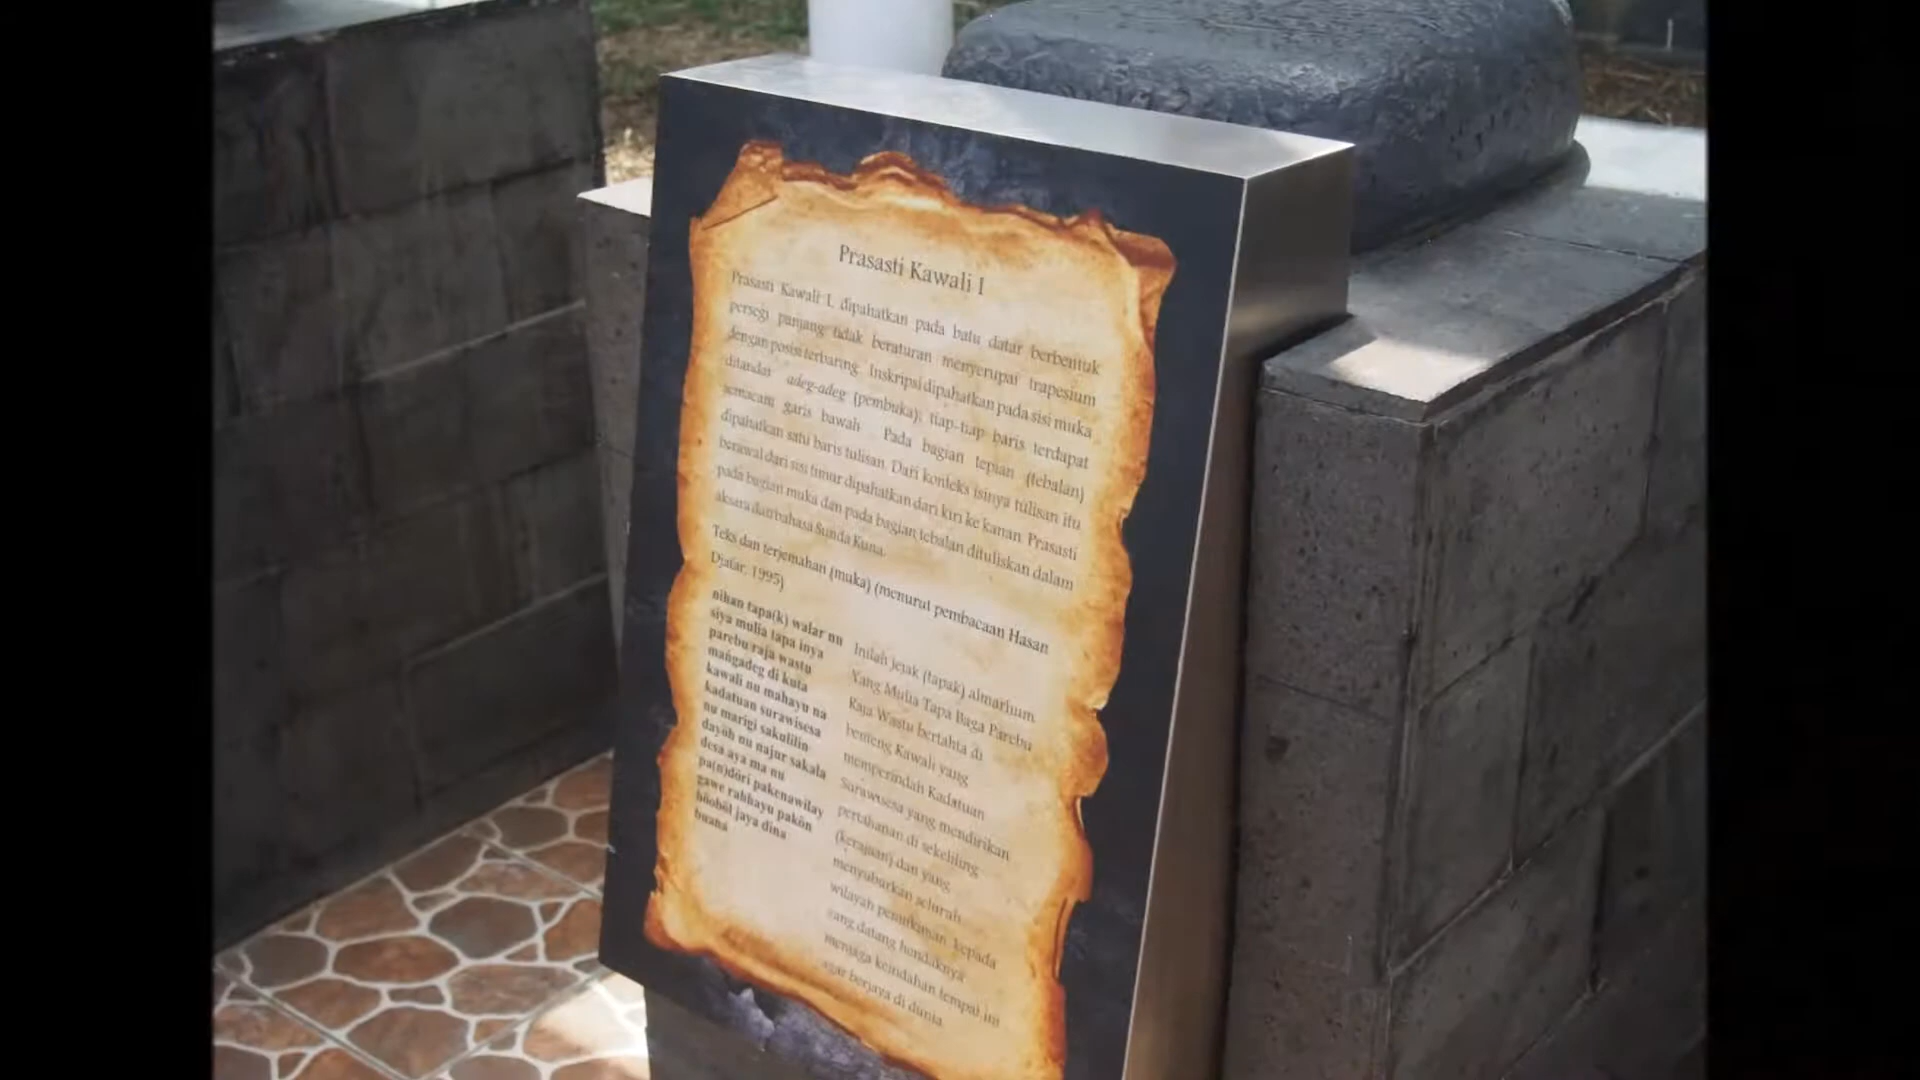 Prasasti Kawali I
Prasasti Kawali I, dipahatkan pada batu datar berbentuk
persegi panjang tidak beraturan menyerupai trapesium
dengan posisi terbaring. Inskripsi dipahatkan pada sisi muka
ditandai adeg-adeg (pembuka); tiap-tiap baris terdapat
semacam garis bawah. Pada bagian tepian (tebalan)
dipahatkan satu baris tulisan. Dari konteks isinya tulisan itu
berawal dari sisi timur dipahatkan dari kiri ke kanan. Prasasti
pada bagian muka dan pada bagian tebalan dituliskan dalam
aksara dan bahasa Sunda Kuna.
Teks dan terjemahan (muka) (menurut pembacaan Hasan
Djafar, 1995)
nihan tapa(k) walar nu
siya mulia tapa inya
parebu raja wastu
mangadeg di kuta
kawali nu mahayu na
kadatuan surawisesa
nu marigi sakulilin
dayöh nu najur sakala
desa aya ma nu
pa(n)döri pakenawilay
gawe rahhayu pakön
höohöl jaya dina
buana
Inilah jejak (tapak) almarhum
Yang Mulia Tapa Baga Parebu
Raja Wastu bertahta di
benteng Kawali yang
memperindah Kadatuan
Surawisesa yang mendirikan
pertahanan di sekeliling
(kerajaan) dan yang
menyuburkan seluruh
wilayah pemukiman. kepada
yang datang hendaknya
menjaga keindahan tempat ini
agar berjaya di dunia.